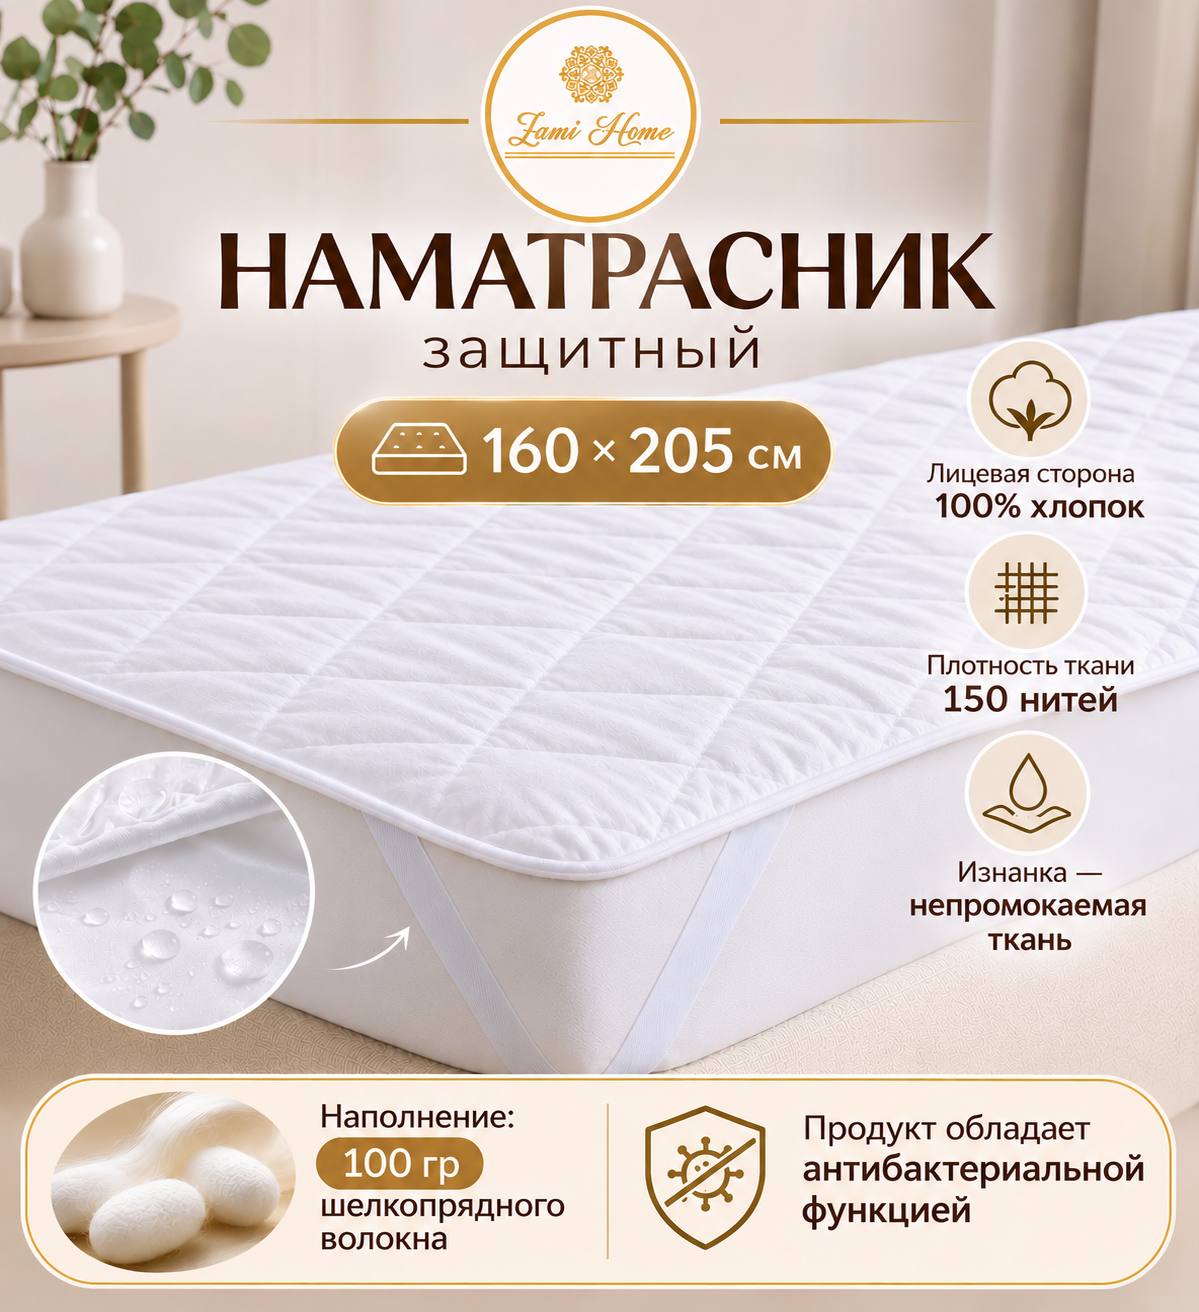 Zami Home
НАМАТРАСНИК
защитный
160 × 205 см
Лицевая сторона
100% хлопок
Плотность ткани
150 нитей
Изнанка —
непромокаемая
ткань
Наполнение:
100 гр
шелкопрядного
волокна
Продукт обладает
антибактериальной
функцией